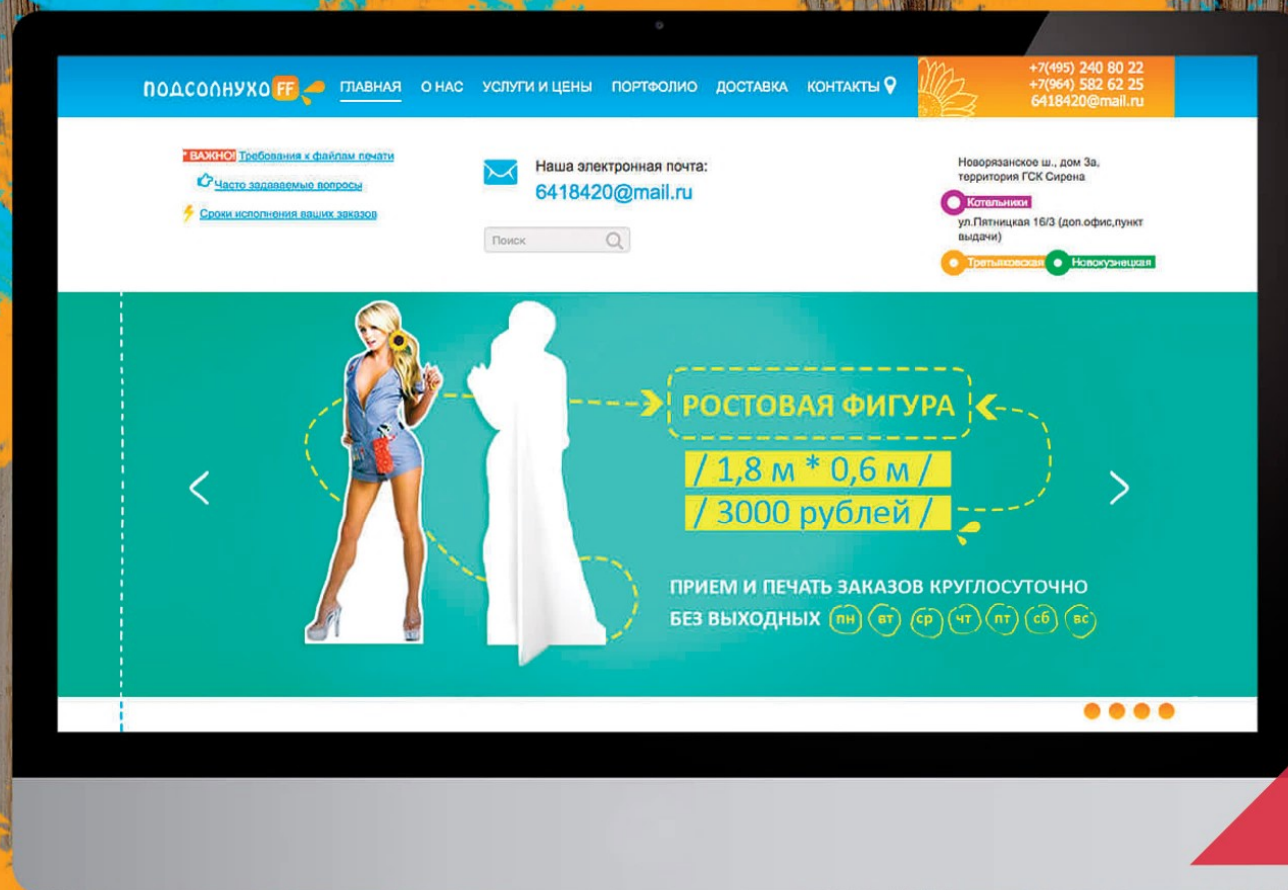 ПОДСОЛНУХОFF
ГЛАВНАЯ О НАС УСЛУГИ И ЦЕНЫ ПОРТФОЛИО ДОСТАВКА КОНТАКТЫ
+7(495) 240 80 22
+7(964) 582 62 25
6418420@mail.ru
* ВАЖНО! Требования к файлам печати
Часто задаваемые вопросы
Сроки исполнения ваших заказов
Наша электронная почта:
6418420@mail.ru
Поиск
Новорязанское ш., дом 3а,
территория ГСК Сирена
Котельники
ул.Пятницкая 16/3 (доп.офис,пункт
выдачи)
Третьяковская Новокузнецкая
РОСТОВАЯ ФИГУРА
/ 1,8 м * 0,6 м /
/ 3000 рублей /
ПРИЕМ И ПЕЧАТЬ ЗАКАЗОВ КРУГЛОСУТОЧНО
БЕЗ ВЫХОДНЫХ пн вт ср чт пт сб вс